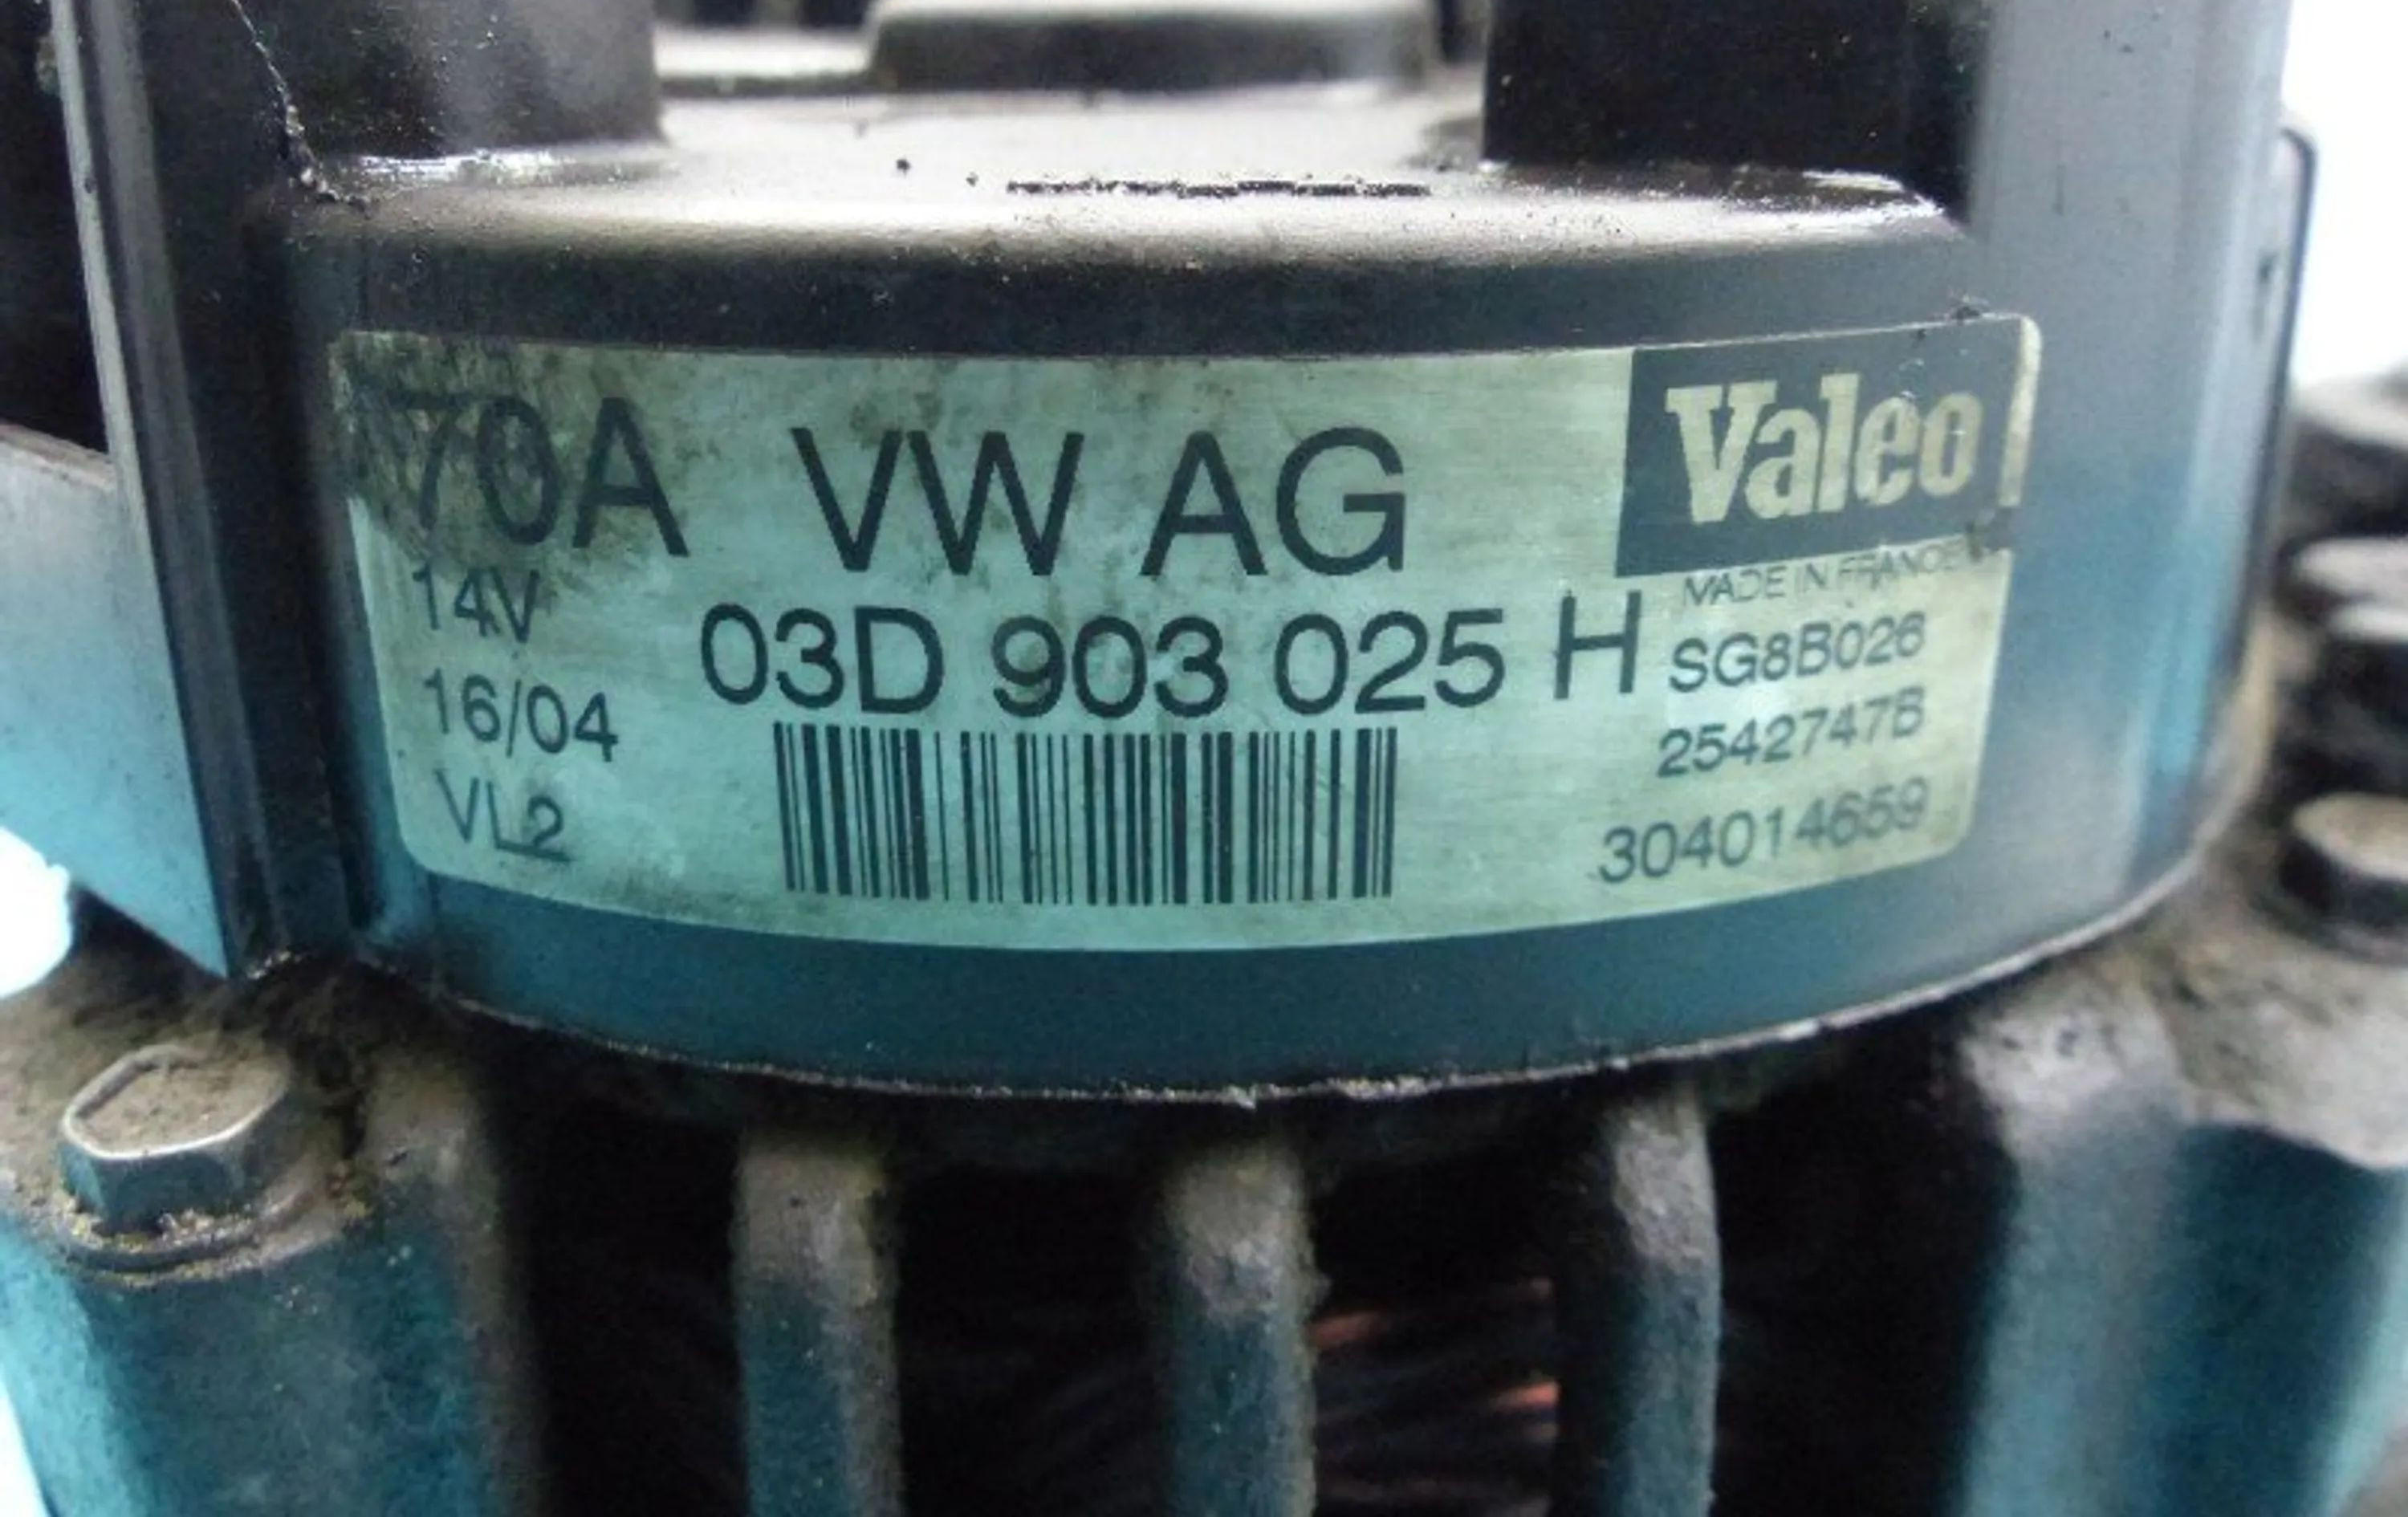 70A VW AG Valeo
MADE IN FRANCE
14V 03D 903 025 H SG8B026
16/04 2542747B
VL2 304014659